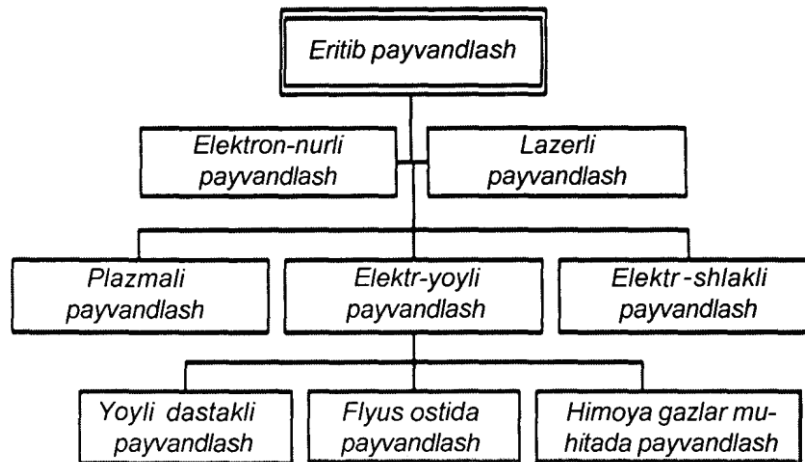 Eritib payvandlash
Elektron-nurli
payvandlash
Lazerli
payvandlash
Plazmali
payvandlash
Elektr-yoyli
payvandlash
Elektr-shlakli
payvandlash
Yoyli dastakli
payvandlash
Flyus ostida
payvandlash
Himoya gazlar mu-
hitada payvandlash